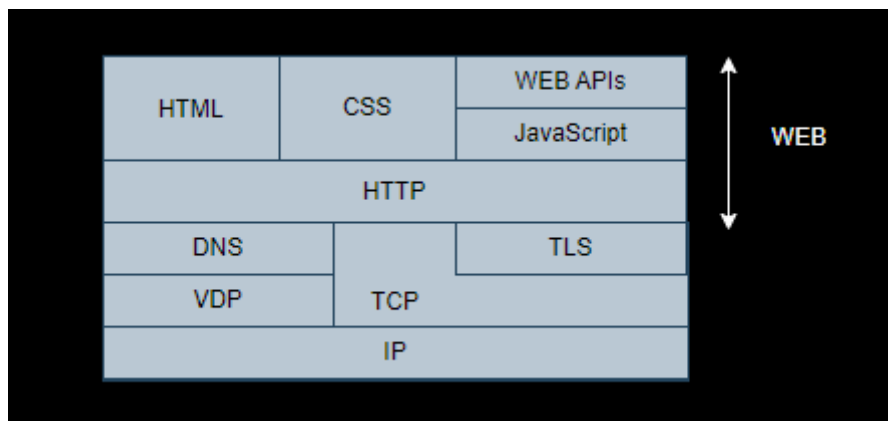 HTML
CSS
WEB APIs
JavaScript
WEB
HTTP
DNS
TLS
VDP
TCP
IP